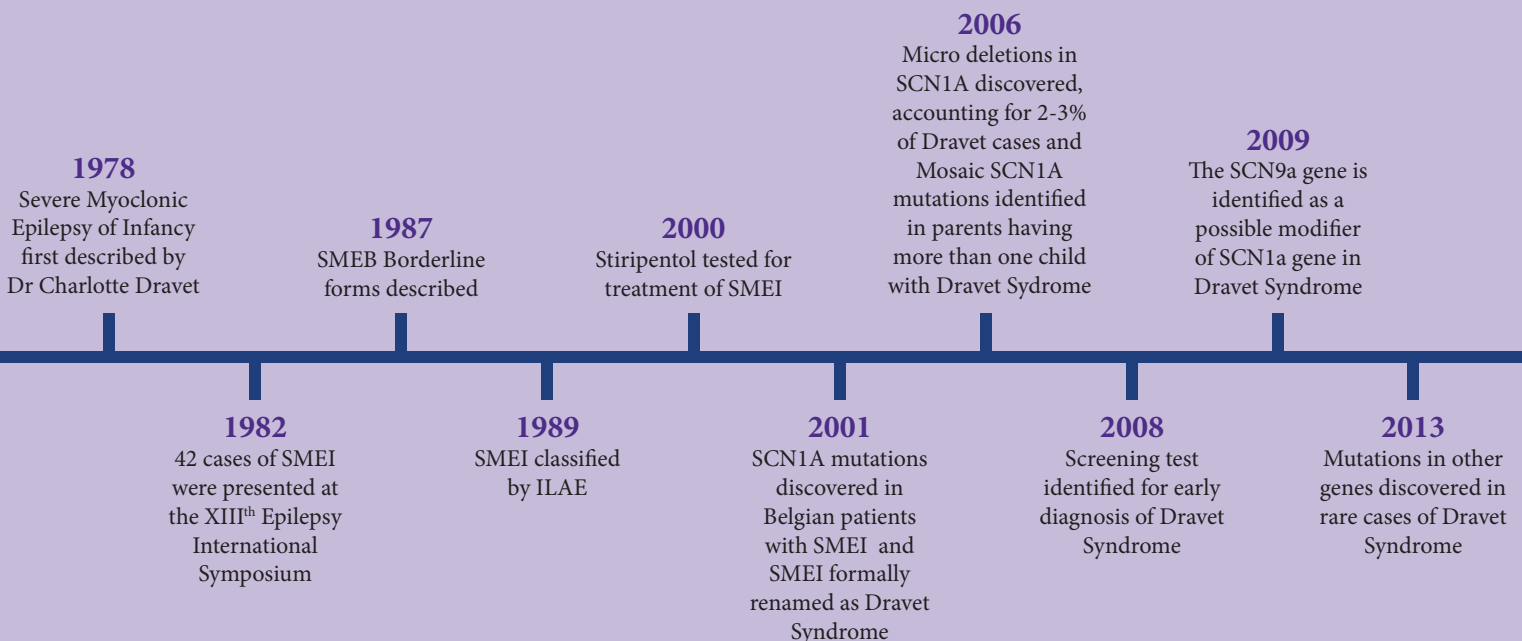 1978
Severe Myoclonic
Epilepsy of Infancy
first described by
Dr Charlotte Dravet
1982
42 cases of SMEI
were presented at
the XIIIth Epilepsy
International
Symposium
1987
SMEB Borderline
forms described
1989
SMEI classified
by ILAE
2000
Stiripentol tested for
treatment of SMEI
2001
SCN1A mutations
discovered in
Belgian patients
with SMEI and
SMEI formally
renamed as Dravet
Syndrome
2006
Micro deletions in
SCN1A discovered,
accounting for 2-3%
of Dravet cases and
Mosaic SCN1A
mutations identified
in parents having
more than one child
with Dravet Sydrome
2008
Screening test
identified for early
diagnosis of Dravet
Syndrome
2009
The SCN9a gene is
identified as a
possible modifier
of SCN1a gene in
Dravet Syndrome
2013
Mutations in other
genes discovered in
rare cases of Dravet
Syndrome